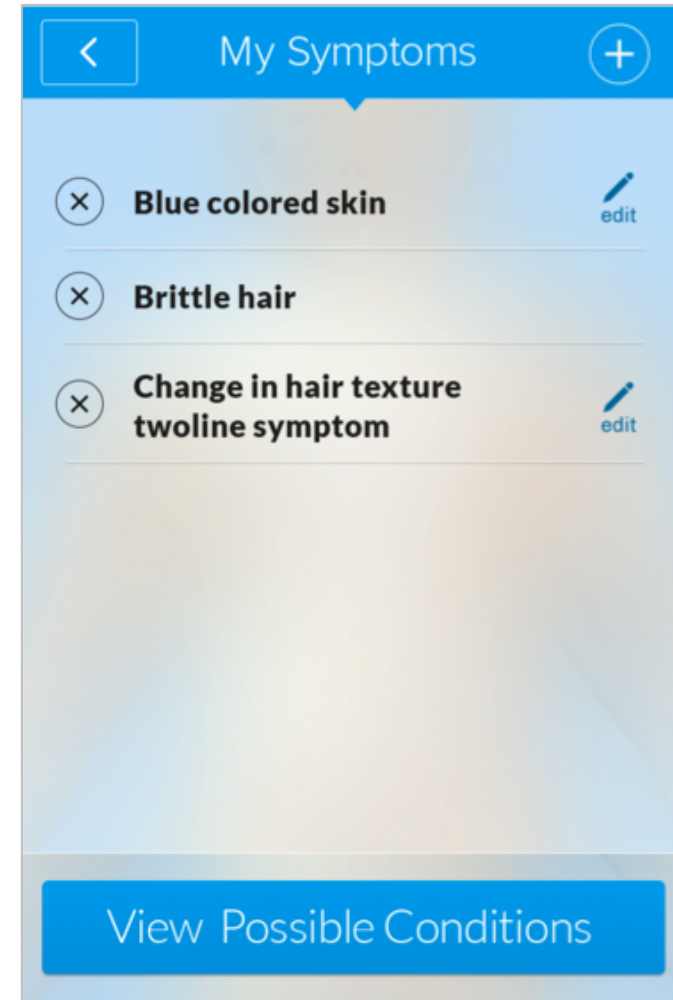 My Symptoms
Blue colored skin
edit
Brittle hair
Change in hair texture
twoline symptom
edit
View Possible Conditions